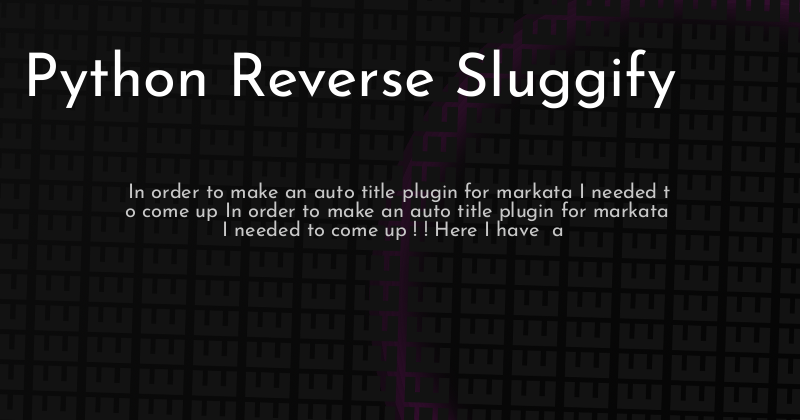 Python Reverse Sluggify
In order to make an auto title plugin for markata I needed t
o come up In order to make an auto title plugin for markata
I needed to come up ! ! Here I have  a